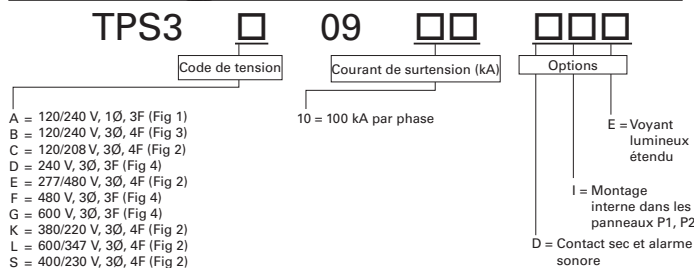 TPS3 □ 09 □□ □□□
Code de tension
Courant de surtension (kA)
Options
A = 120/240 V, 1Ø, 3F (Fig 1)
B = 120/240 V, 3Ø, 4F (Fig 3)
C = 120/208 V, 3Ø, 4F (Fig 2)
D = 240 V, 3Ø, 3F (Fig 4)
E = 277/480 V, 3Ø, 4F (Fig 2)
F = 480 V, 3Ø, 3F (Fig 4)
G = 600 V, 3Ø, 3F (Fig 4)
K = 380/220 V, 3Ø, 4F (Fig 2)
L = 600/347 V, 3Ø, 4F (Fig 2)
S = 400/230 V, 3Ø, 4F (Fig 2)
10 = 100 kA par phase
E = Voyant
lumineux
étendu
I = Montage
interne dans les
panneaux P1, P2
D = Contact sec et alarme
sonore